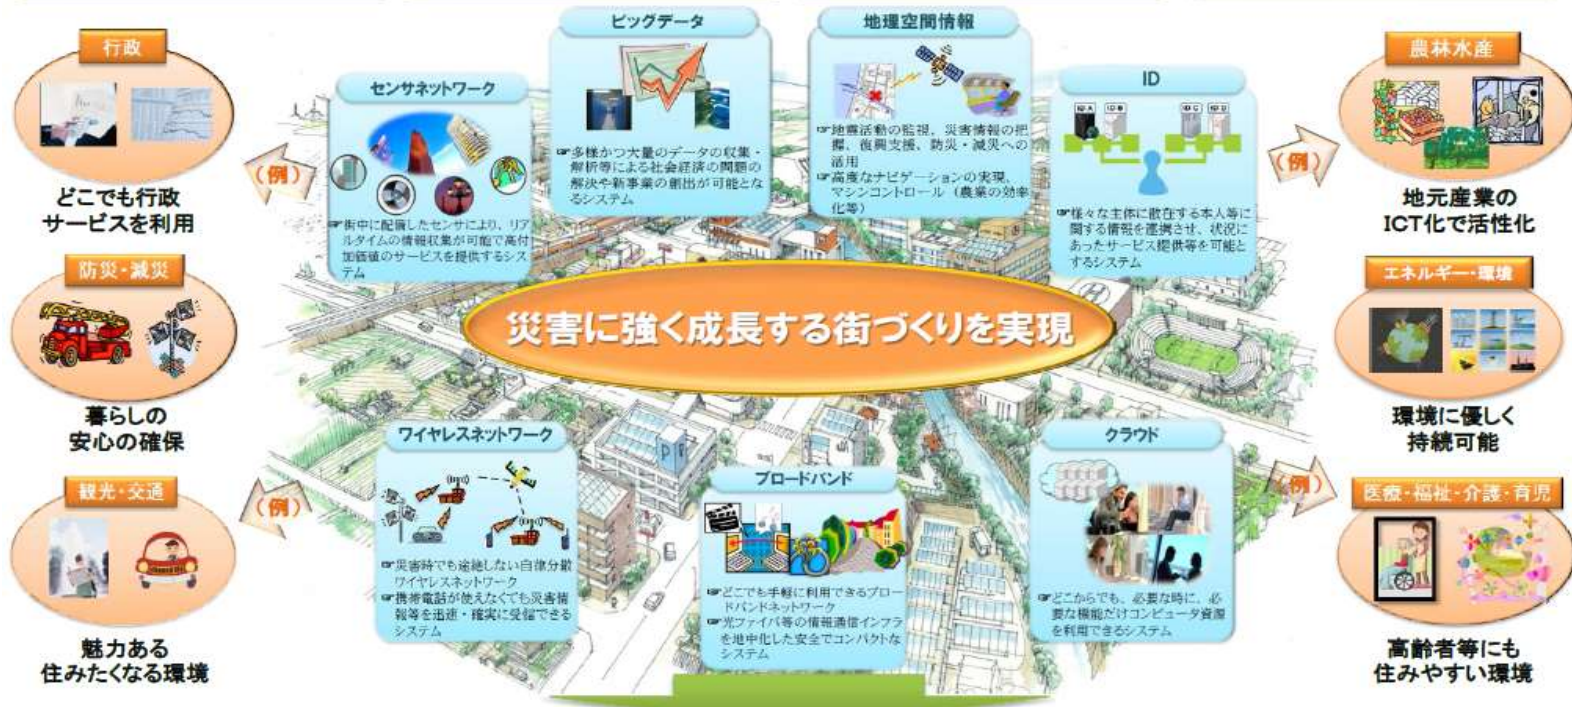 行政
どこでも行政
サービスを利用
防災・減災
暮らしの
安心の確保
観光・交通
魅力ある
住みたくなる環境
(例)
(例)
センサネットワーク
☞街中に配備したセンサにより、リア
ルタイムの情報収集が可能で高付
加価値のサービスを提供するシス
テム
ビッグデータ
☞多様かつ大量のデータの収集・
解析等による社会経済の問題の
解決や新事業の創出が可能とな
るシステム
地理空間情報
☞地震活動の監視、災害情報の把
握、復興支援、防災・減災への
活用
☞高度なナビゲーションの実現、
マシンコントロール（農業の効率
化等）
ID
ID A
ID B
ID C
ID D
☞様々な主体に散在する本人等に
関する情報を連携させ、状況に
あったサービス提供等を可能と
するシステム
災害に強く成長する街づくりを実現
ワイヤレスネットワーク
☞災害時でも途絶しない自律分散
ワイヤレスネットワーク
☞携帯電話が使えなくても災害情
報等を迅速・確実に受信できる
システム
ブロードバンド
☞どこでも手軽に利用できるブロー
ドバンドネットワーク
☞光ファイバ等の情報通信インフラ
を地中化した安全でコンパクトな
システム
クラウド
☞どこからでも、必要な時に、必
要な機能だけコンピュータ資源
を利用できるシステム
(例)
(例)
農林水産
地元産業の
ICT化で活性化
エネルギー・環境
環境に優しく
持続可能
医療・福祉・介護・育児
高齢者等にも
住みやすい環境